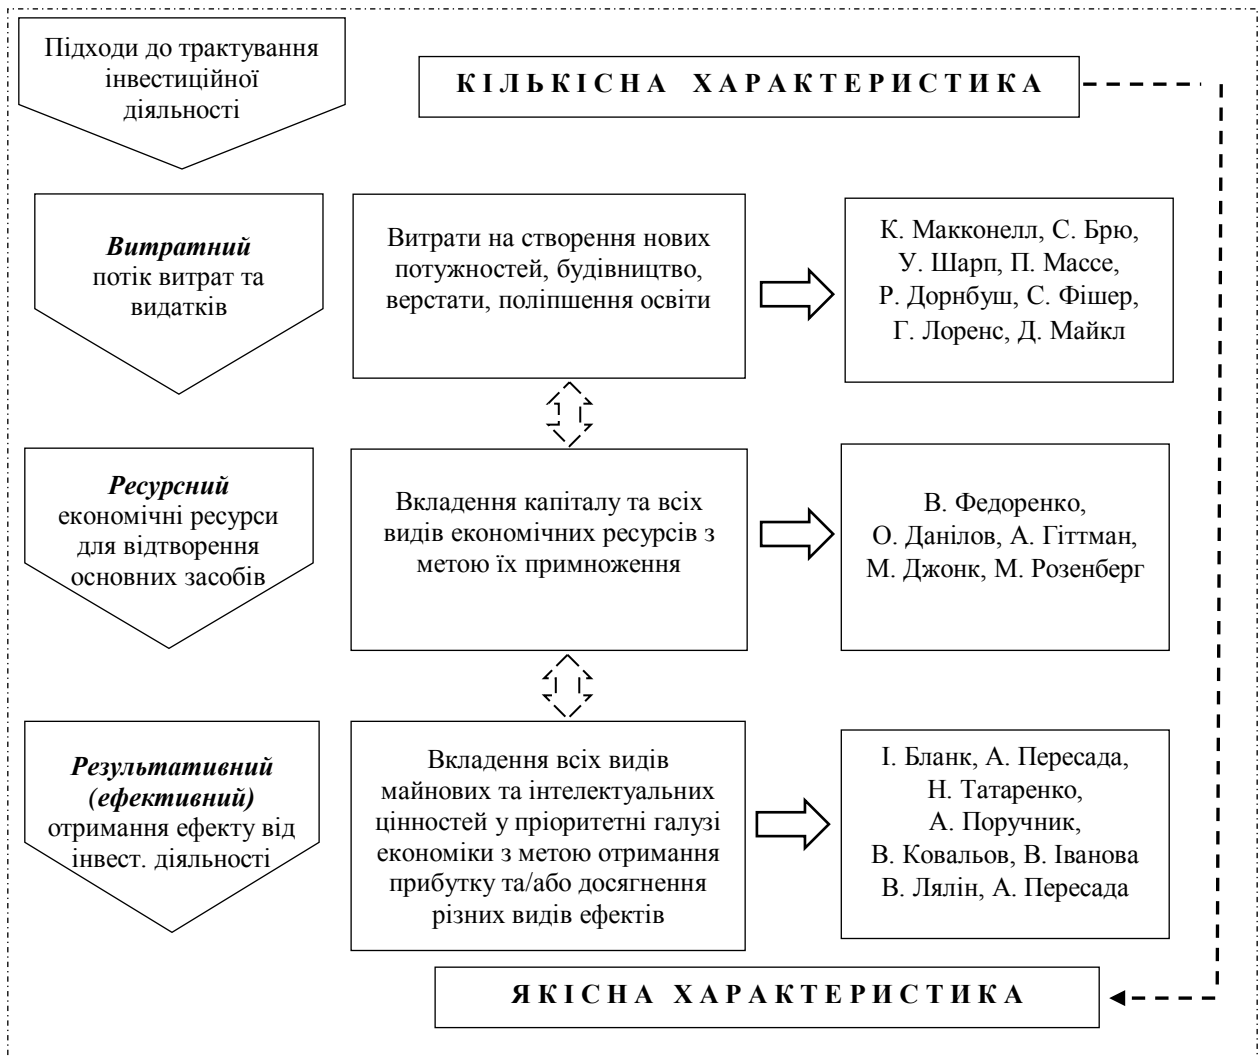 Підходи до трактування
інвестиційної
діяльності
КІЛЬКІСНА ХАРАКТЕРИСТИКА
Витратний
потік витрат та
видатків
Витрати на створення нових
потужностей, будівництво,
верстати, поліпшення освіти
К. Макконелл, С. Брю,
У. Шарп, П. Массе,
Р. Дорнбуш, С. Фішер,
Г. Лоренс, Д. Майкл
Ресурсний
економічні ресурси
для відтворення
основних засобів
Вкладення капіталу та всіх
видів економічних ресурсів з
метою їх примноження
В. Федоренко,
О. Данілов, А. Гіттман,
М. Джонк, М. Розенберг
Результативний
(ефективний)
отримання ефекту від
інвест. діяльності
Вкладення всіх видів
майнових та інтелектуальних
цінностей у пріоритетні галузі
економіки з метою отримання
прибутку та/або досягнення
різних видів ефектів
І. Бланк, А. Пересада,
Н. Татаренко,
А. Поручник,
В. Ковальов, В. Іванова
В. Лялін, А. Пересада
ЯКІСНА ХАРАКТЕРИСТИКА